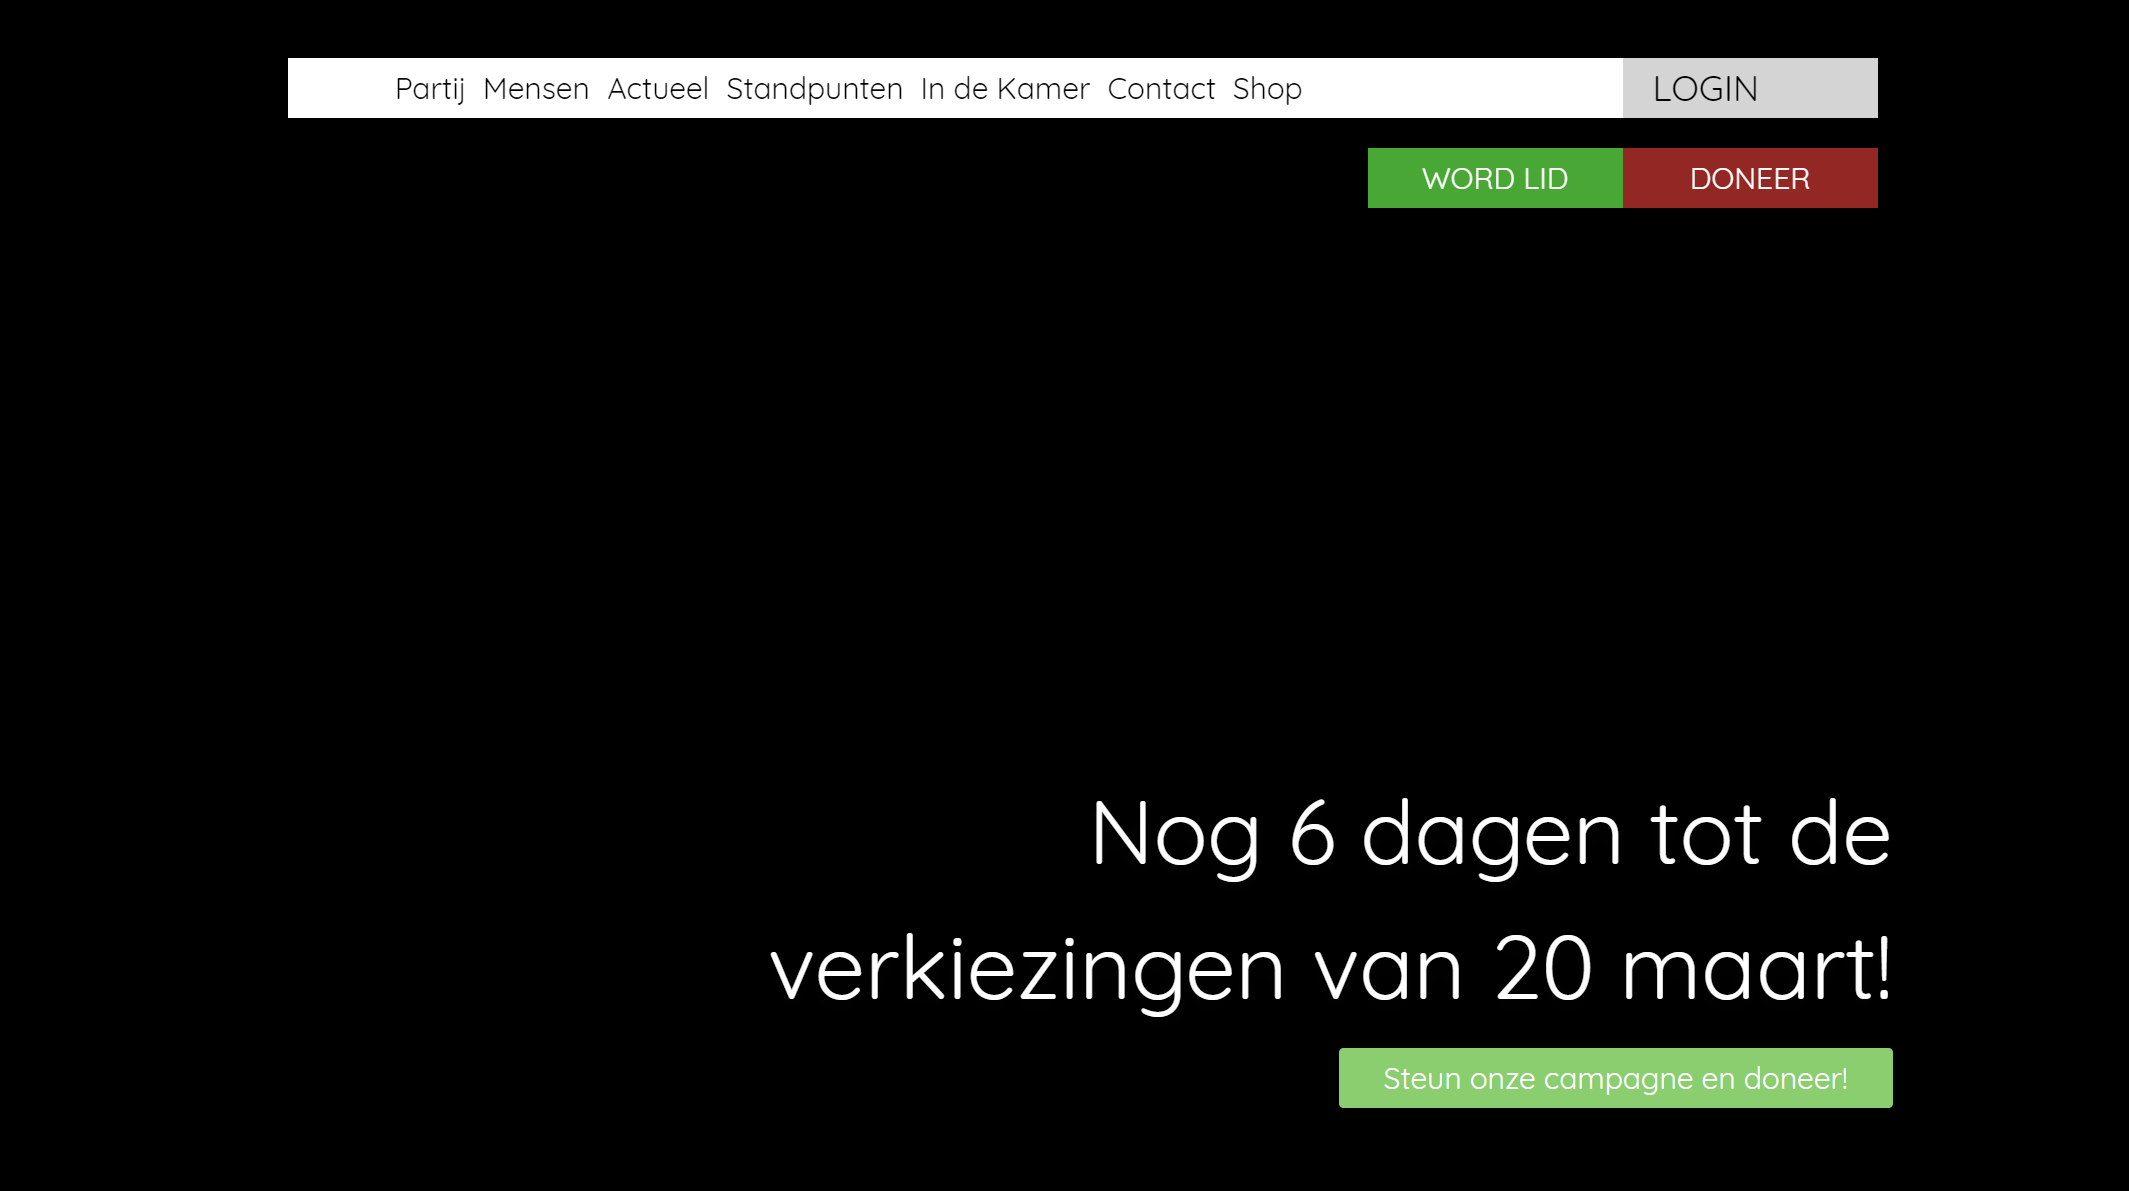 Partij Mensen Actueel Standpunten In de Kamer Contact Shop LOGIN
WORD LID DONEER
Nog 6 dagen tot de
verkiezingen van 20 maart!
Steun onze campagne en doneer!